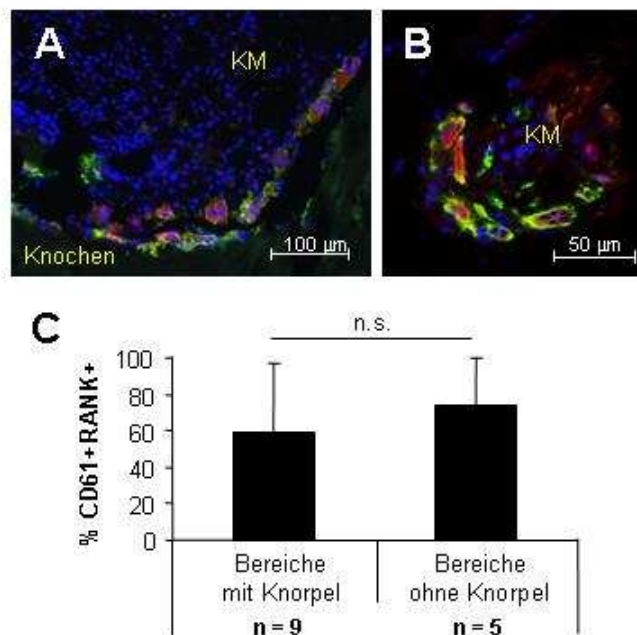 A
KM
Knochen
100 µm
B
KM
50 µm
C
n.s.
% CD61+RANK+
100
80
60
40
20
0
Bereiche
mit Knorpel
n = 9
Bereiche
ohne Knorpel
n = 5